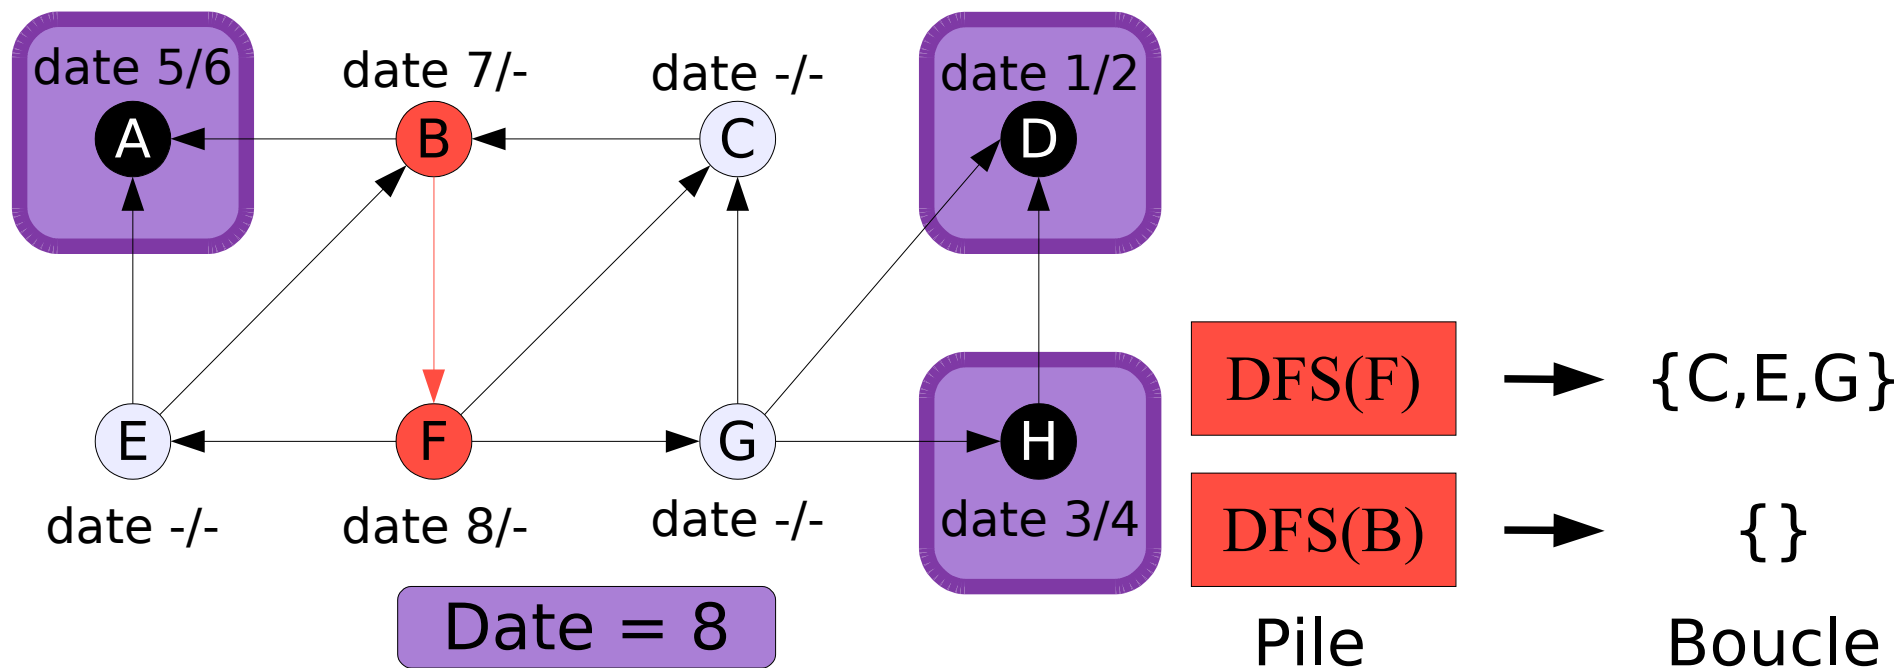 date 5/6
date 7/-
date -/-
date 1/2
A
B
C
D
DFS(F)
{C,E,G}
E
F
G
H
date -/-
date 8/-
date -/-
date 3/4
DFS(B)
{}
Date = 8
Pile
Boucle